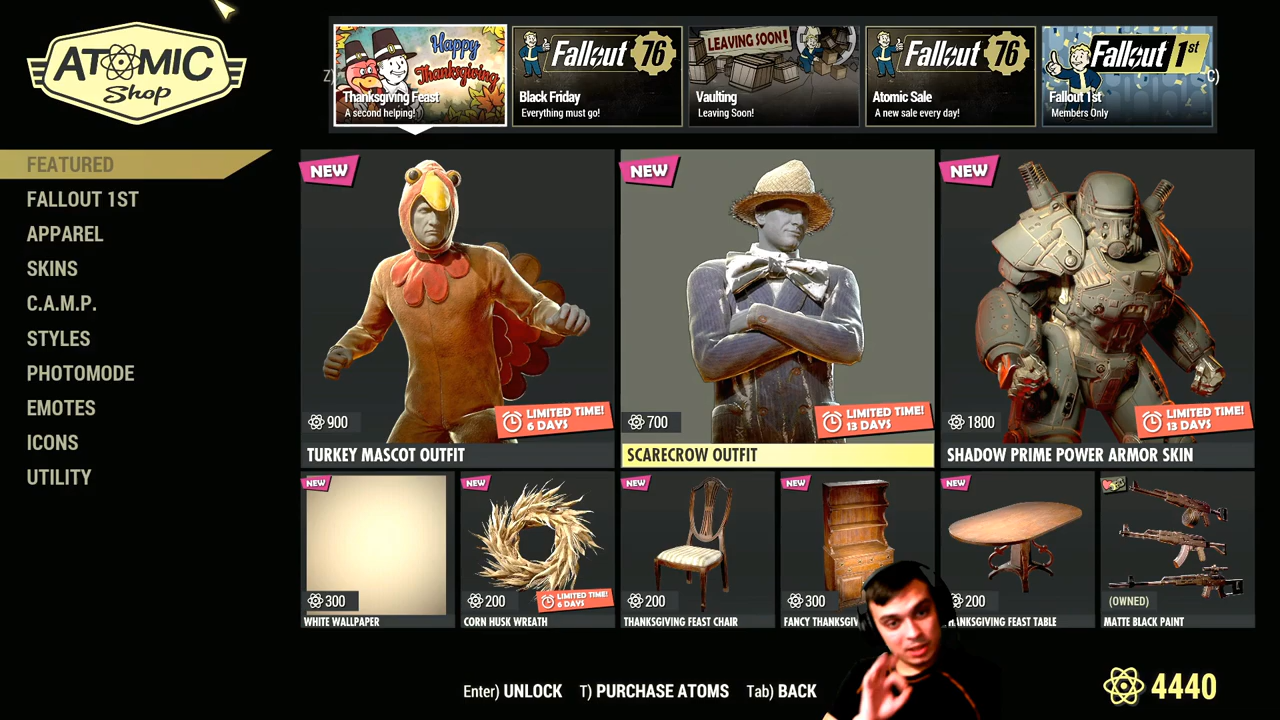 ATOMIC
Shop
Z)
Happy
Thanksgiving
Thanksgiving Feast
A second helping!
Fallout 76
Black Friday
Everything must go!
LEAVING SOON!
Vaulting
Leaving Soon!
Fallout 76
Atomic Sale
A new sale every day!
Fallout 1st
Fallout 1st
Members Only
C)
FEATURED
FALLOUT 1ST
APPAREL
SKINS
C.A.M.P.
STYLES
PHOTOMODE
EMOTES
ICONS
UTILITY
NEW
900
LIMITED TIME!
6 DAYS
TURKEY MASCOT OUTFIT
NEW
700
LIMITED TIME!
13 DAYS
SCARECROW OUTFIT
NEW
1800
LIMITED TIME!
13 DAYS
SHADOW PRIME POWER ARMOR SKIN
NEW
300
WHITE WALLPAPER
NEW
200
LIMITED TIME!
6 DAYS
CORN HUSK WREATH
NEW
200
THANKSGIVING FEAST CHAIR
NEW
300
FANCY THANKSGIV
NEW
200
ANKSGIVING FEAST TABLE
(OWNED)
MATTE BLACK PAINT
Enter) UNLOCK T) PURCHASE ATOMS Tab) BACK
4440